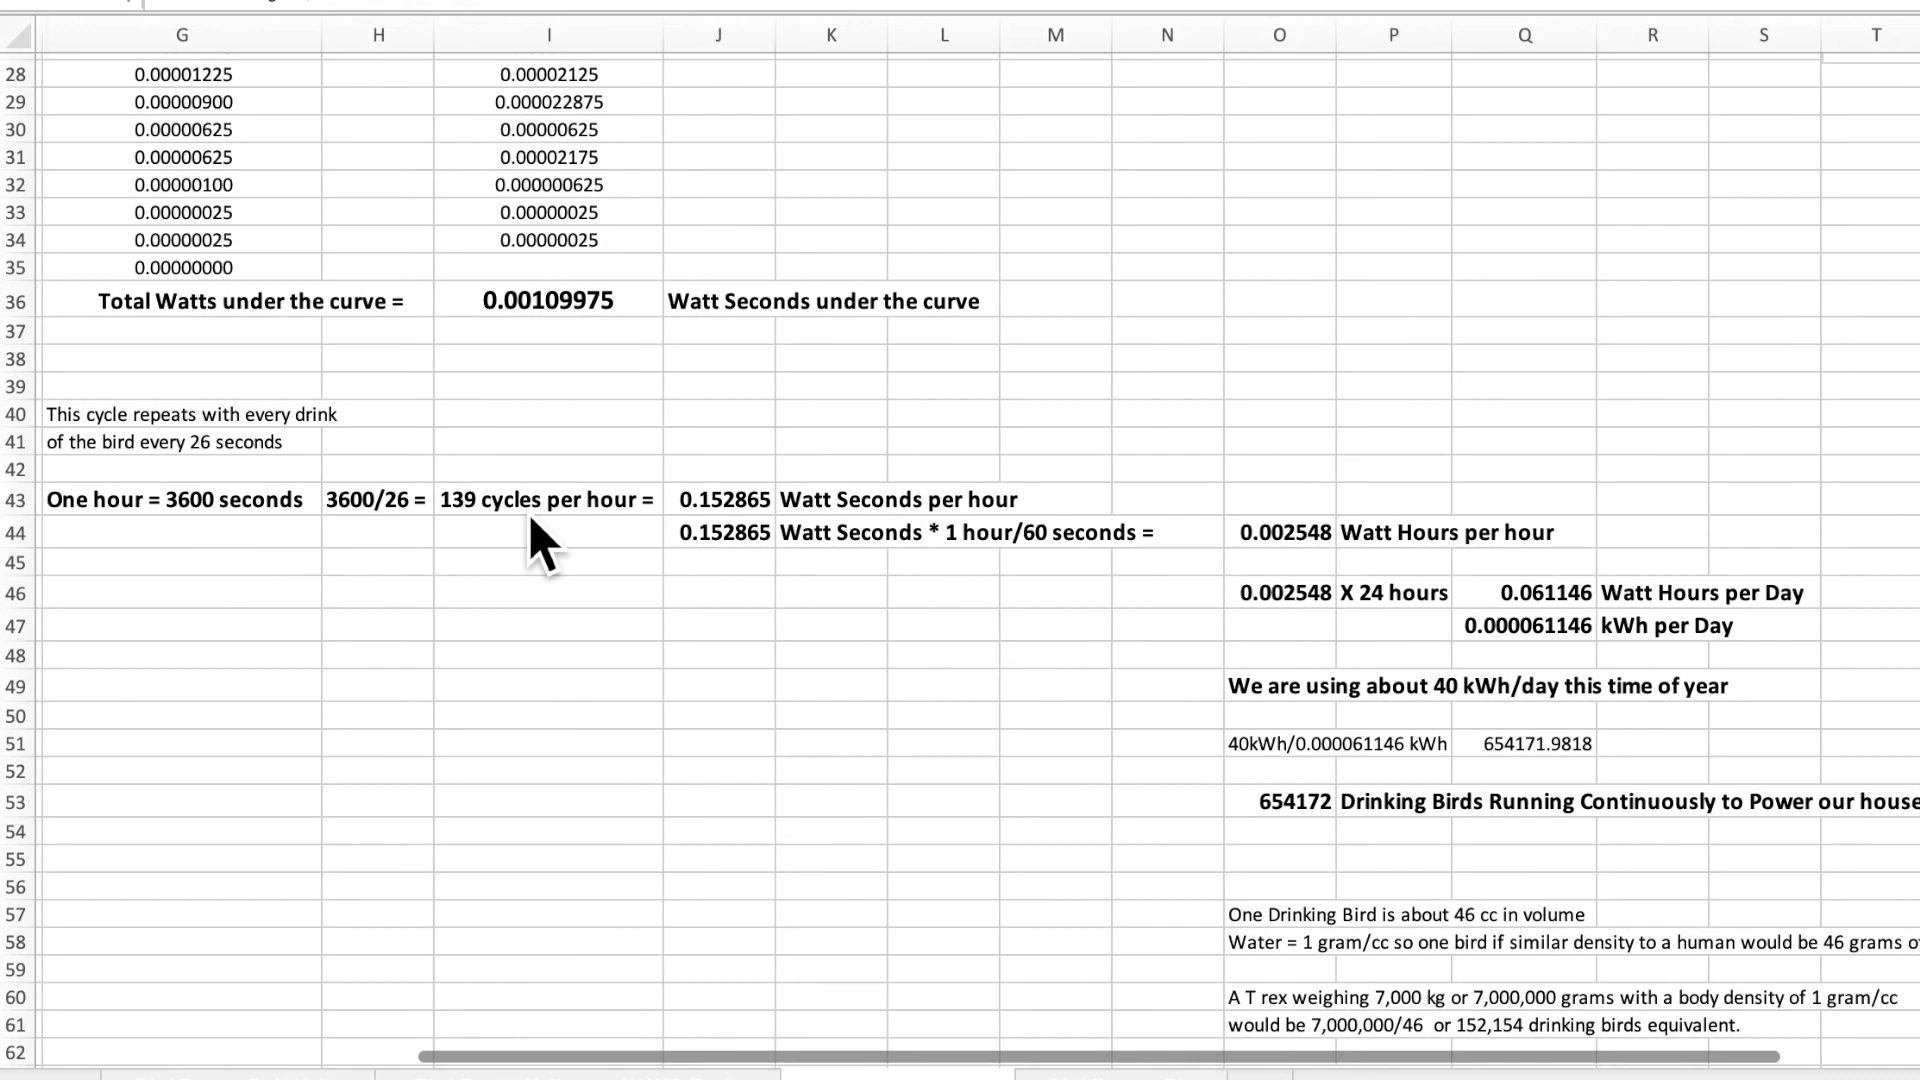 G H I J K L M N O P Q R S T
28 0.00001225 0.00002125
29 0.00000900 0.000022875
30 0.00000625 0.00000625
31 0.00000625 0.00002175
32 0.00000100 0.000000625
33 0.00000025 0.00000025
34 0.00000025 0.00000025
35 0.00000000
36 Total Watts under the curve = 0.00109975 Watt Seconds under the curve
37
38
39
40 This cycle repeats with every drink
41 of the bird every 26 seconds
42
43 One hour = 3600 seconds 3600/26 = 139 cycles per hour = 0.152865 Watt Seconds per hour
44 0.152865 Watt Seconds * 1 hour/60 seconds = 0.002548 Watt Hours per hour
45
46 0.002548 X 24 hours 0.061146 Watt Hours per Day
47 0.000061146 kWh per Day
48
49 We are using about 40 kWh/day this time of year
50
51 40kWh/0.000061146 kWh 654171.9818
52
53 654172 Drinking Birds Running Continuously to Power our house
54
55
56
57 One Drinking Bird is about 46 cc in volume
58 Water = 1 gram/cc so one bird if similar density to a human would be 46 grams
59
60 A T rex weighing 7,000 kg or 7,000,000 grams with a body density of 1 gram/cc
61 would be 7,000,000/46 or 152,154 drinking birds equivalent.
62